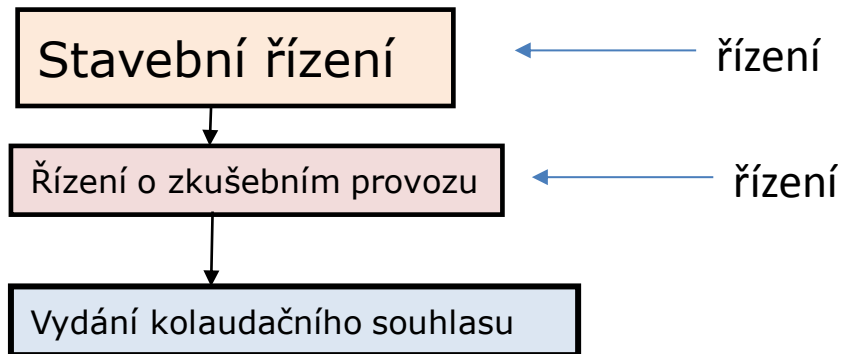 Stavební řízení
řízení
Řízení o zkušebním provozu
řízení
Vydání kolaudačního souhlasu